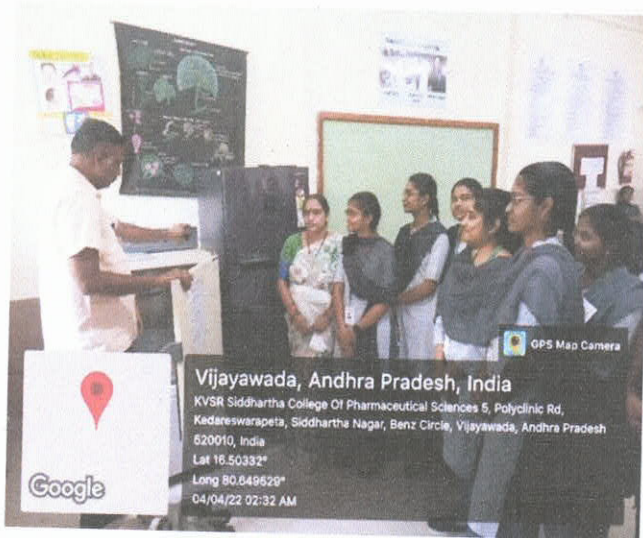 GPS Map Camera
Vijayawada, Andhra Pradesh, India
KVSR Siddhartha College Of Pharmaceutical Sciences 5, Polyclinic Rd,
Kedareswarapeta, Siddhartha Nagar, Benz Circle, Vijayawada, Andhra Pradesh
520010, India
Lat 16.50332°
Long 80.649629°
04/04/22 02:32 AM
Google